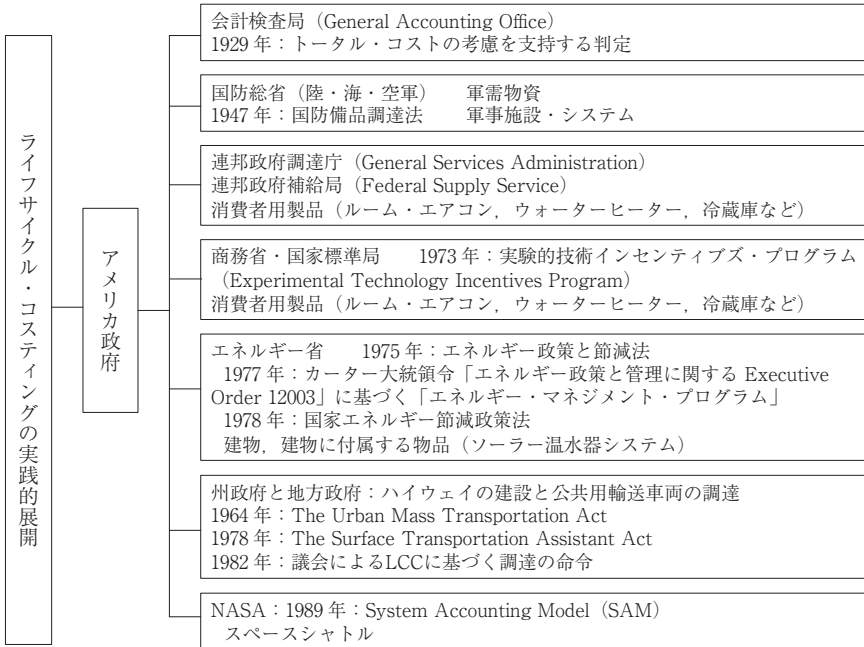 ライフサイクル・コスティングの実践的展開
アメリカ政府
会計検査局（General Accounting Office）
1929 年：トータル・コストの考慮を支持する判定
国防総省（陸・海・空軍）　　軍需物資
1947 年：国防備品調達法　　軍事施設・システム
連邦政府調達庁（General Services Administration）
連邦政府補給局（Federal Supply Service）
消費者用製品（ルーム・エアコン，ウォーターヒーター，冷蔵庫など）
商務省・国家標準局　　1973 年：実験的技術インセンティブズ・プログラム
（Experimental Technology Incentives Program）
消費者用製品（ルーム・エアコン，ウォーターヒーター，冷蔵庫など）
エネルギー省　　1975 年：エネルギー政策と節減法
1977 年：カーター大統領令「エネルギー政策と管理に関する Executive
Order 12003」に基づく「エネルギー・マネジメント・プログラム」
1978 年：国家エネルギー節減政策法
建物，建物に付属する物品（ソーラー温水器システム）
州政府と地方政府：ハイウェイの建設と公共用輸送車両の調達
1964 年：The Urban Mass Transportation Act
1978 年：The Surface Transportation Assistant Act
1982 年：議会によるLCCに基づく調達の命令
NASA：1989 年：System Accounting Model（SAM）
スペースシャトル